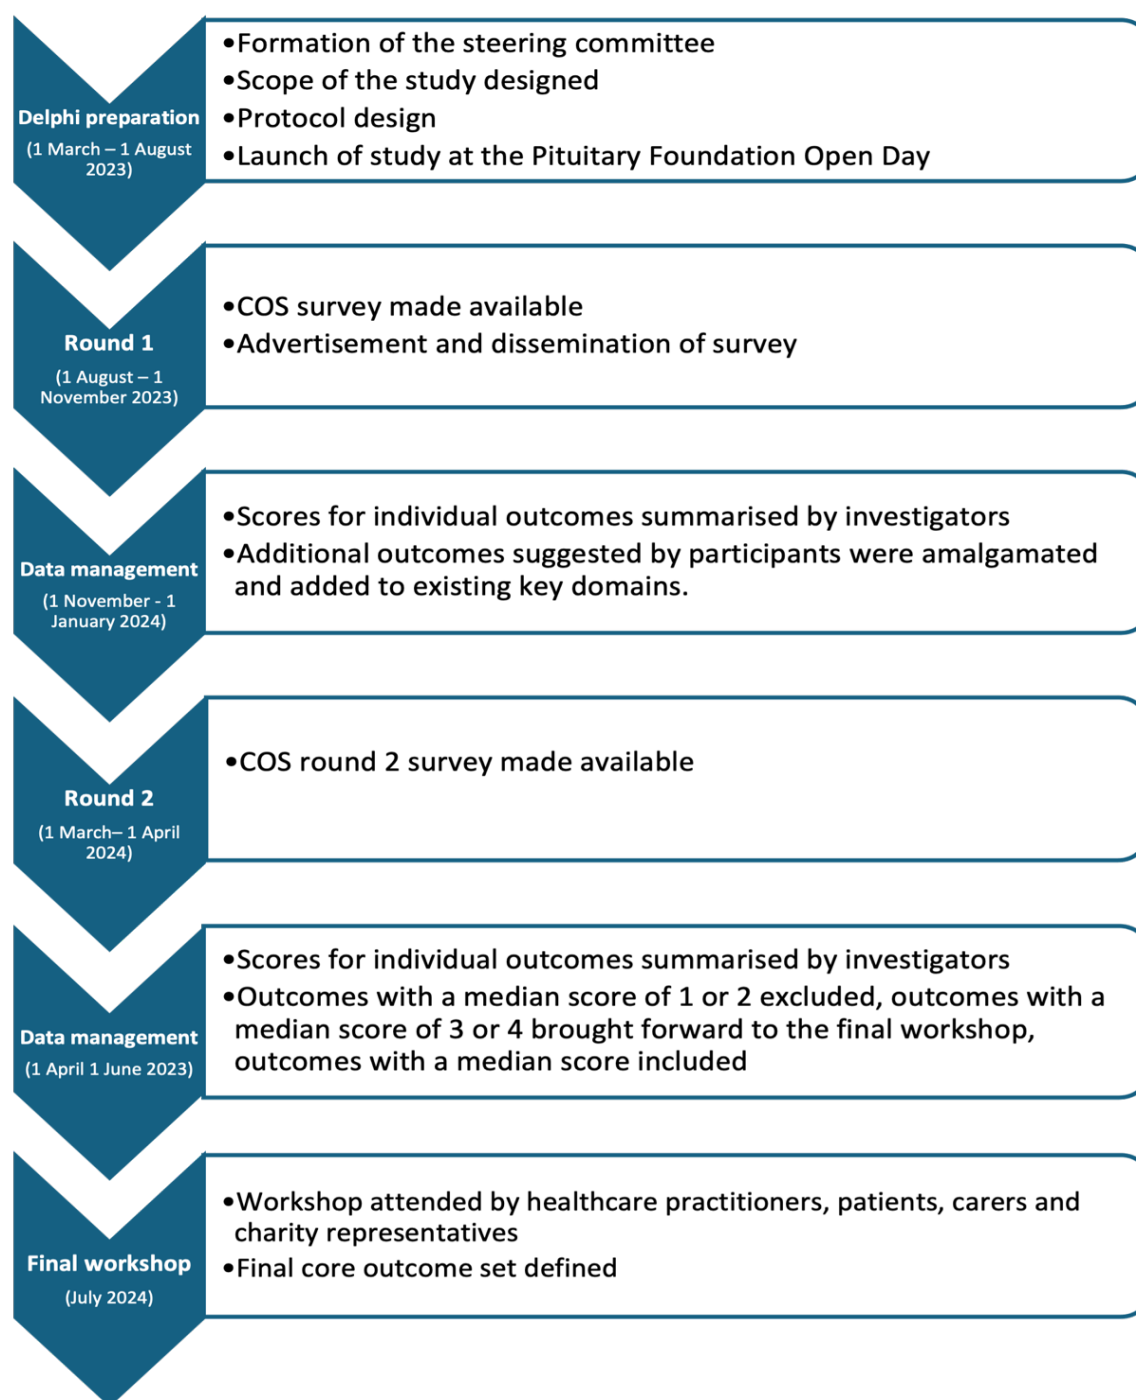 Delphi preparation
(1 March – 1 August
2023)
•Formation of the steering committee
•Scope of the study designed
•Protocol design
•Launch of study at the Pituitary Foundation Open Day
Round 1
(1 August – 1
November 2023)
•COS survey made available
•Advertisement and dissemination of survey
Data management
(1 November - 1
January 2024)
•Scores for individual outcomes summarised by investigators
•Additional outcomes suggested by participants were amalgamated
and added to existing key domains.
Round 2
(1 March– 1 April
2024)
•COS round 2 survey made available
Data management
(1 April 1 June 2023)
•Scores for individual outcomes summarised by investigators
•Outcomes with a median score of 1 or 2 excluded, outcomes with a
median score of 3 or 4 brought forward to the final workshop,
outcomes with a median score included
Final workshop
(July 2024)
•Workshop attended by healthcare practitioners, patients, carers and
charity representatives
•Final core outcome set defined